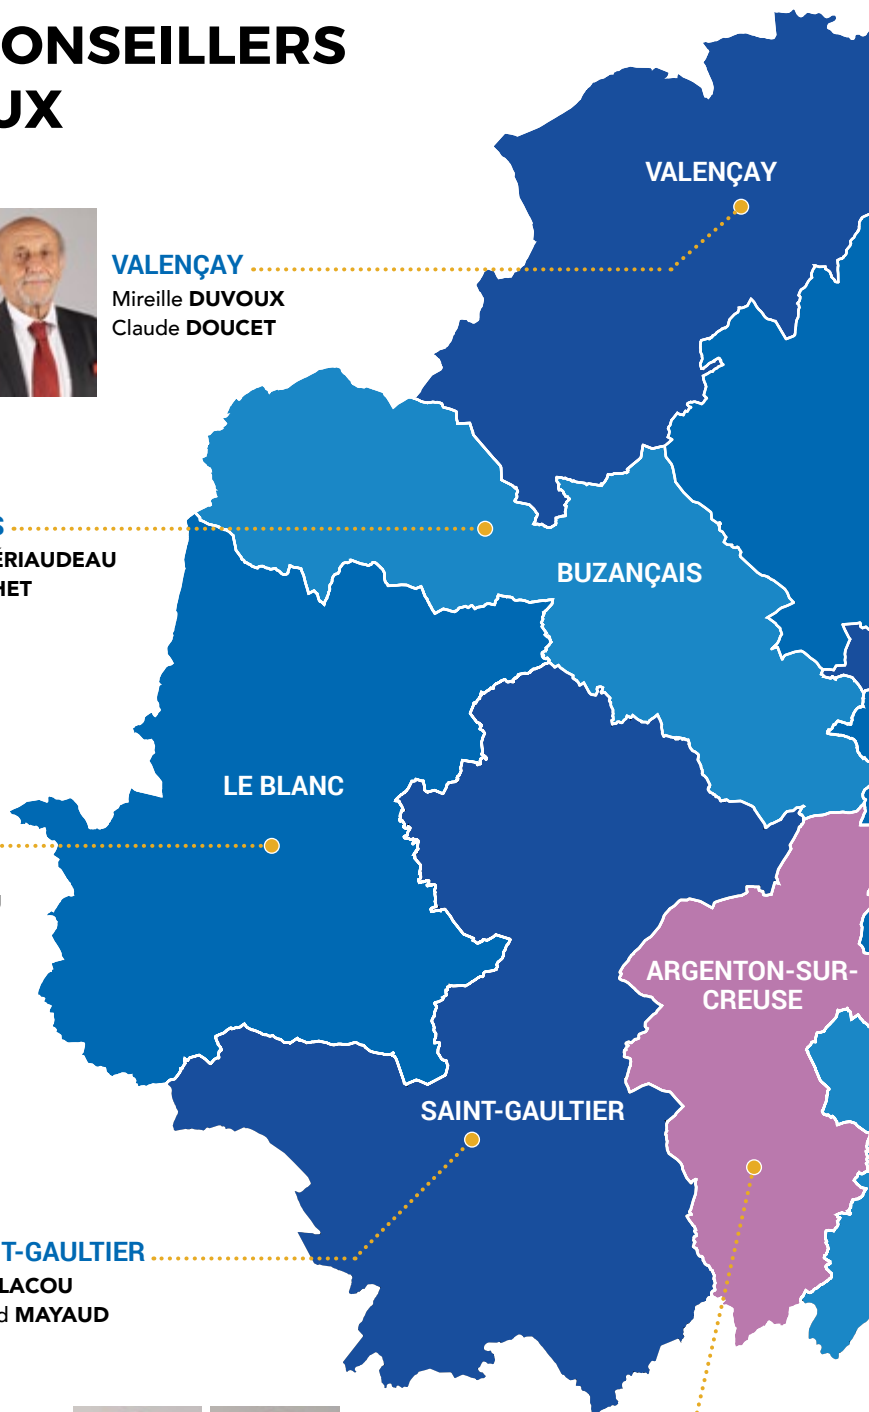 ONSEILLERS
UX
VALENÇAY
VALENÇAY
Mireille DUVOUX
Claude DOUCET
S
ÉRIAUDEAU
HET
BUZANÇAIS
LE BLANC
ARGENTON-SUR-
CREUSE
SAINT-GAULTIER
T-GAULTIER
LACOU
d MAYAUD